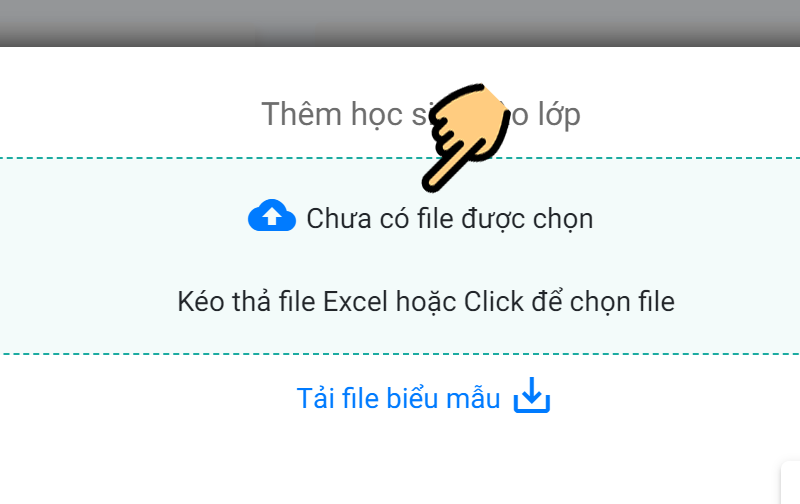 Thêm học lớp
Chưa có file được chọn
Kéo thả file Excel hoặc Click để chọn file
Tải file biểu mẫu